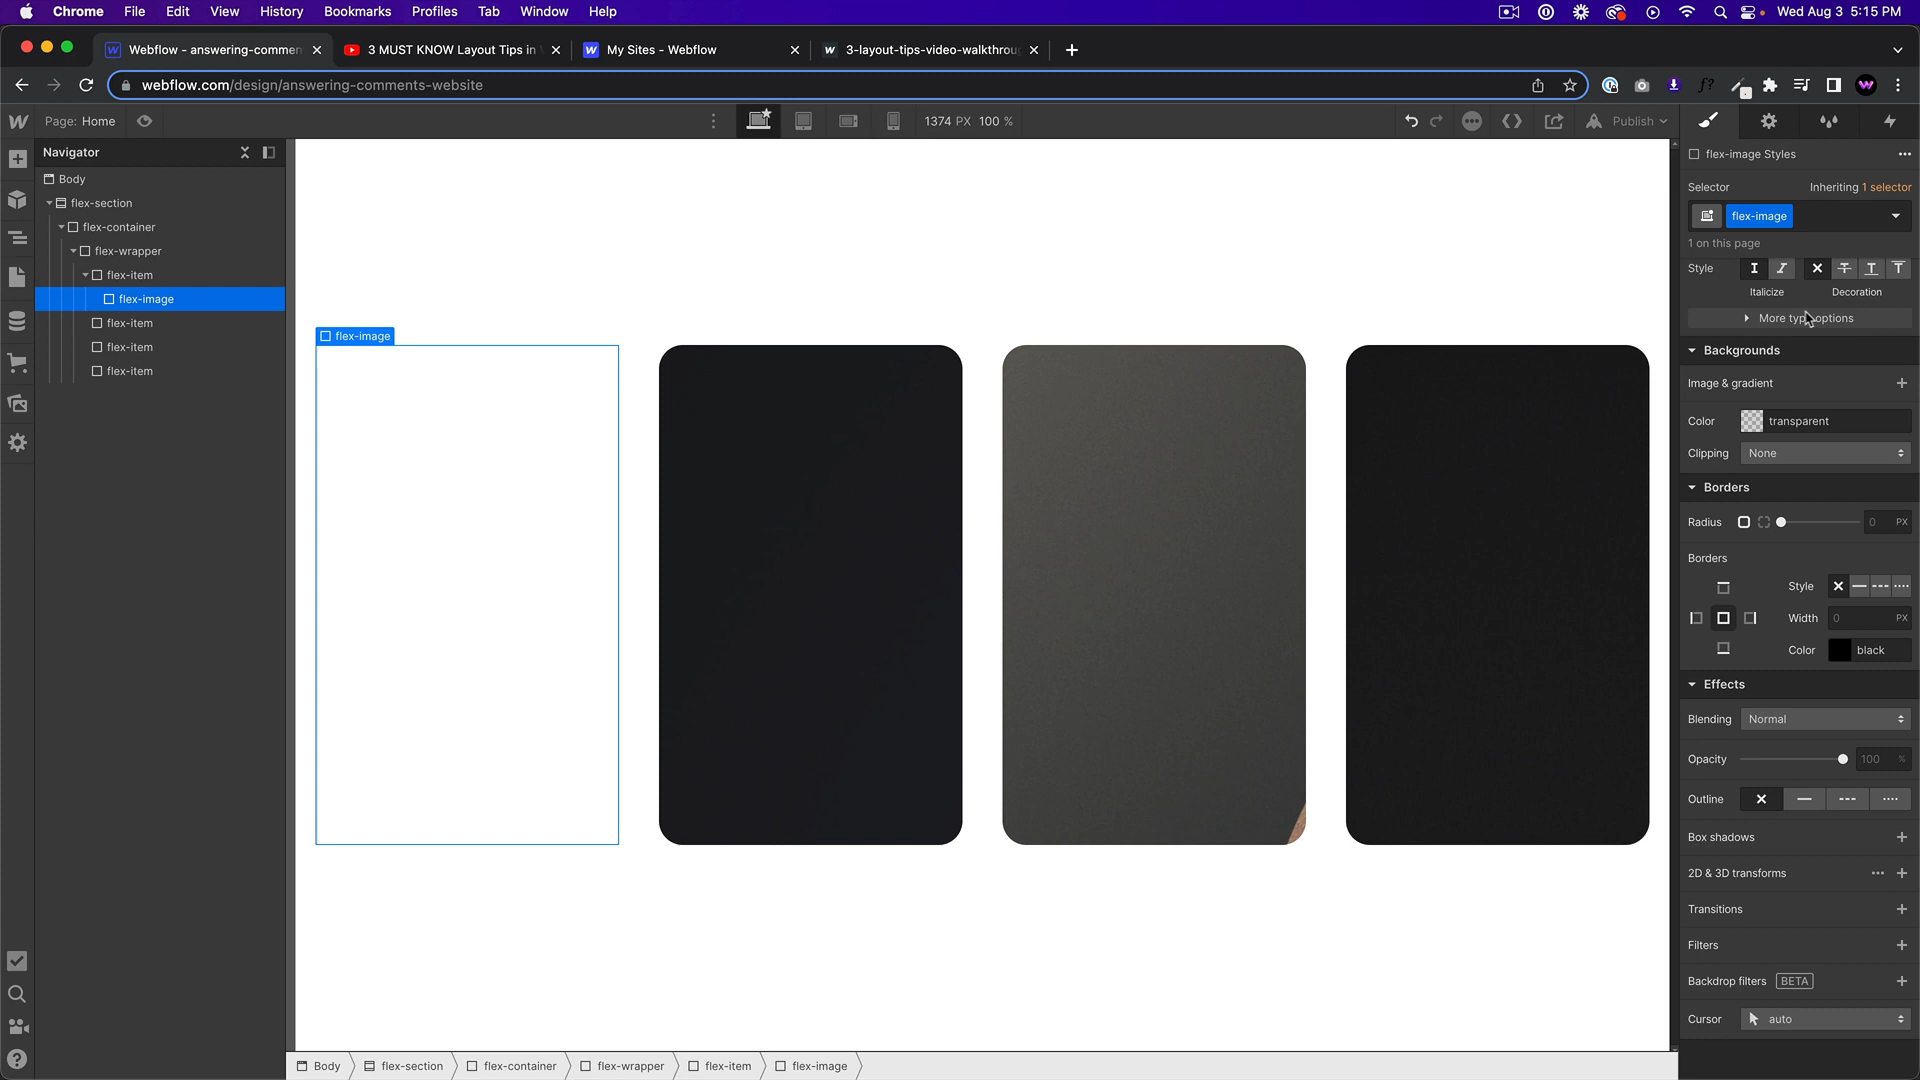 Chrome File Edit View History Bookmarks Profiles Tab Window Help Wed Aug 3 5:15 PM
Webflow - answering-commen 3 MUST KNOW Layout Tips in My Sites - Webflow 3-layout-tips-video-walkthrou
webflow.com/design/answering-comments-website
Page: Home 1374 PX 100 % Publish
Navigator
Body
flex-section
flex-container
flex-wrapper
flex-item
flex-image
flex-item
flex-item
flex-item
flex-image
flex-image Styles
Selector Inheriting 1 selector
flex-image
1 on this page
Style
Italicize Decoration
More type options
Backgrounds
Image & gradient
Color transparent
Clipping None
Borders
Radius 0 PX
Borders
Style
Width 0 PX
Color black
Effects
Blending Normal
Opacity 100 %
Outline
Box shadows
2D & 3D transforms
Transitions
Filters
Backdrop filters BETA
Cursor auto
Body flex-section flex-container flex-wrapper flex-item flex-image